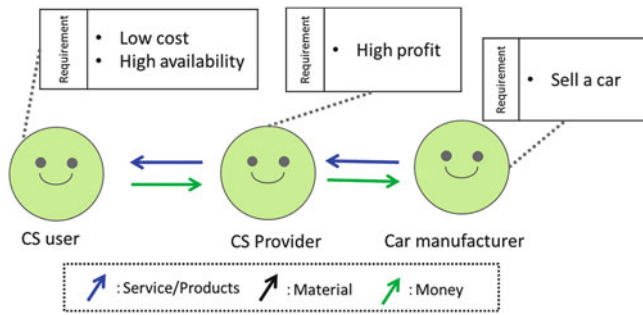 Requirement
• Low cost
• High availability
Requirement
• High profit
Requirement
• Sell a car
CS user
CS Provider
Car manufacturer
: Service/Products
: Material
: Money